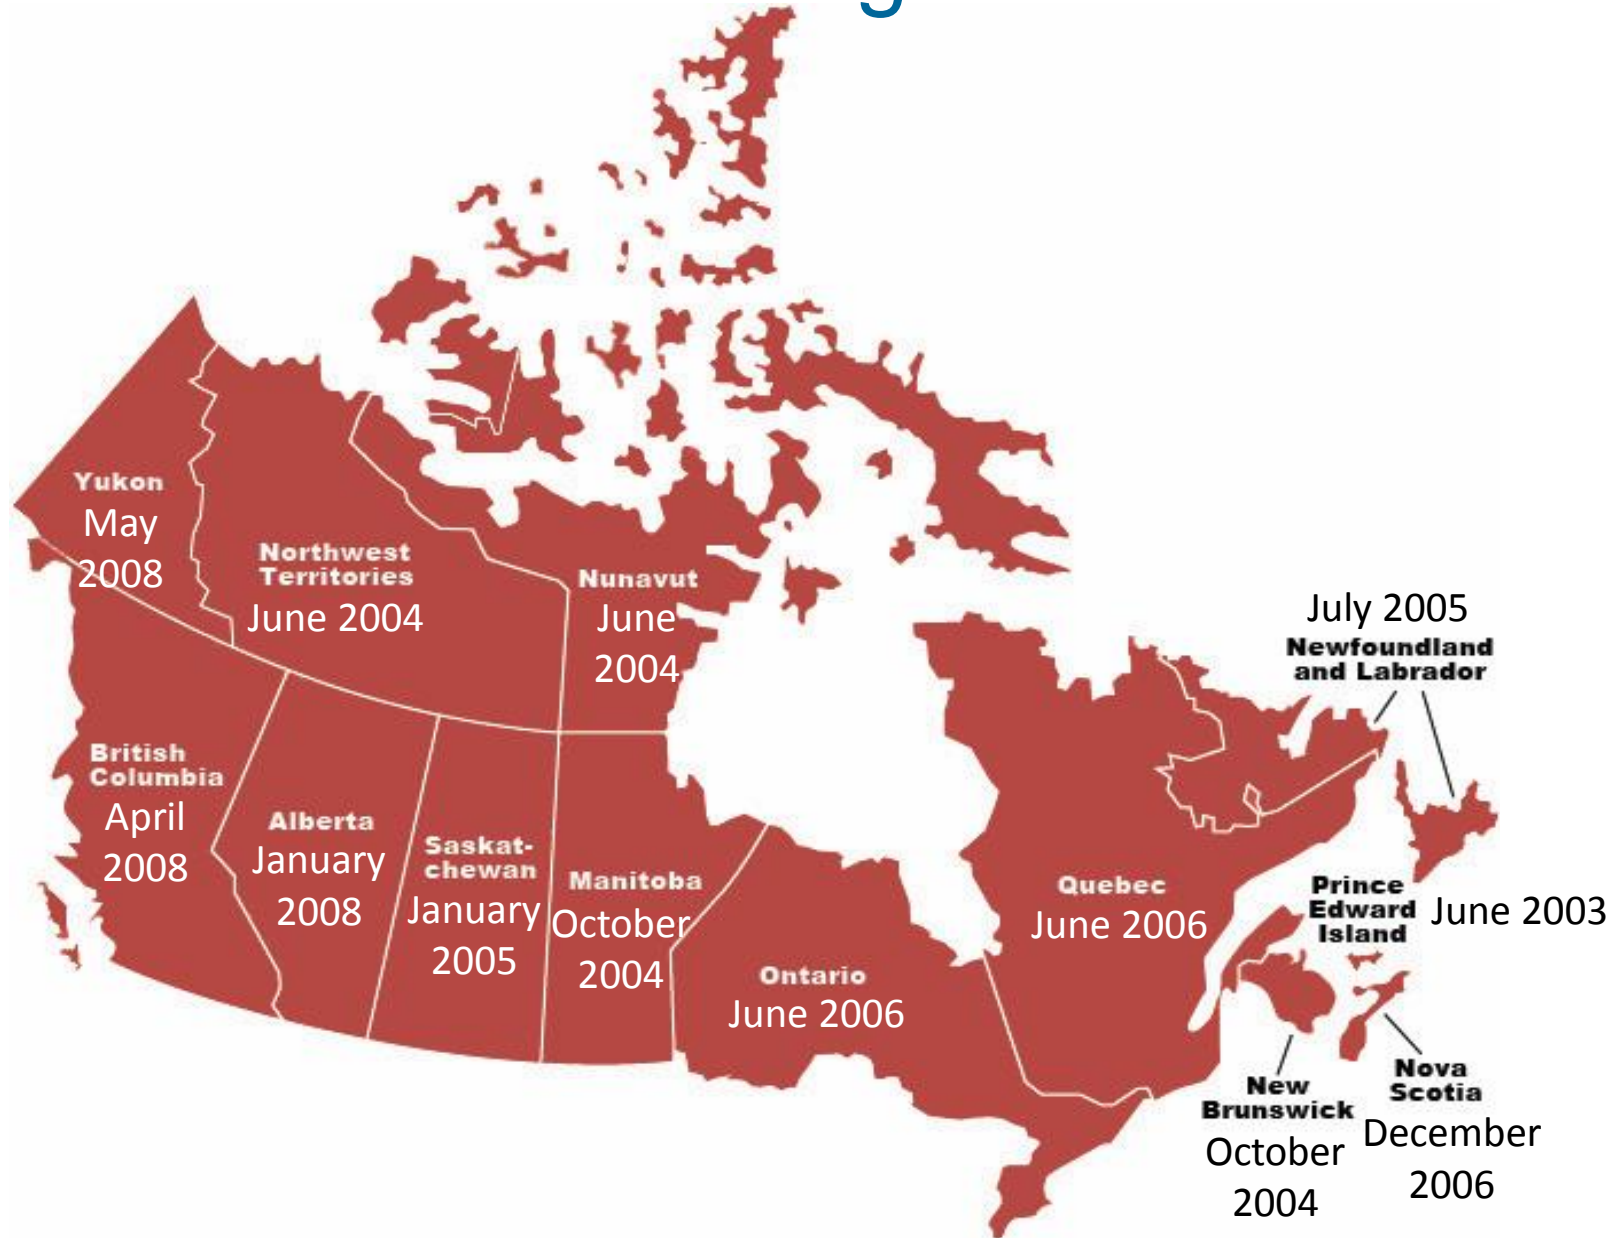 Yukon
May
2008
Northwest
Territories
June 2004
Nunavut
June
2004
July 2005
Newfoundland
and Labrador
British
Columbia
April
2008
Alberta
January
2008
Saskat-
chewan
January
2005
Manitoba
October
2004
Ontario
June 2006
Quebec
June 2006
Prince
Edward
Island
June 2003
New
Brunswick
October
2004
Nova
Scotia
December
2006